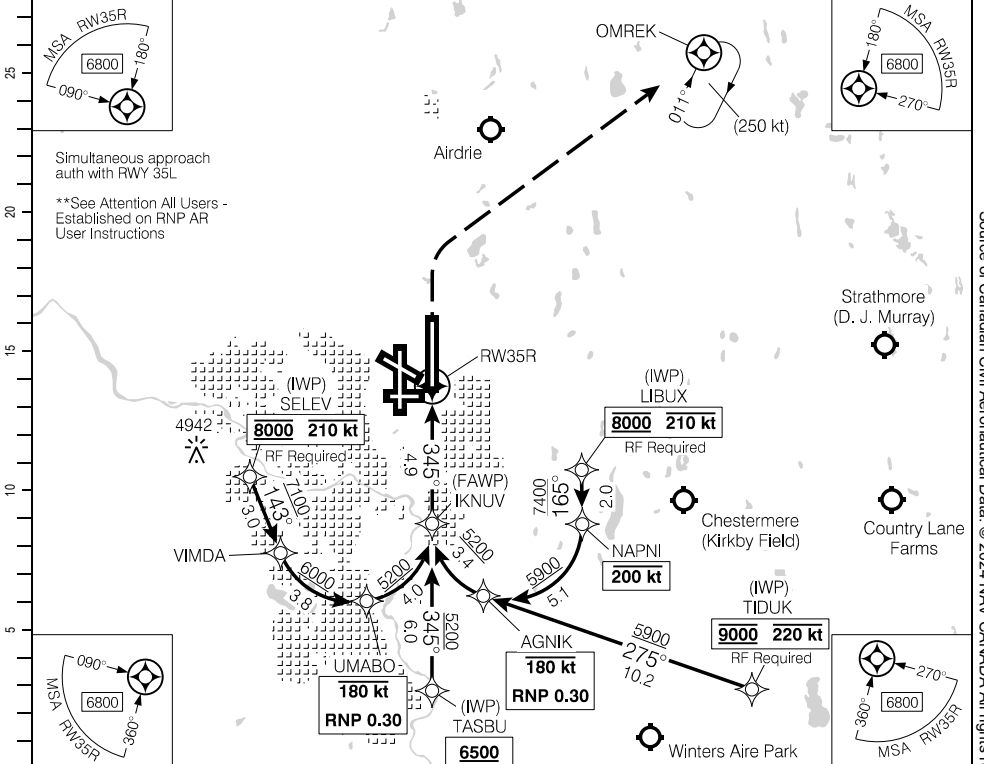 MSA RW35R
180°
6800
090°
Simultaneous approach
auth with RWY 35L
**See Attention All Users -
Established on RNP AR
User Instructions
25
20
15
10
5
OMREK
011°
(250 kt)
Airdrie
MSA RW35R
180°
6800
270°
Strathmore
(D. J. Murray)
RW35R
(IWP)
SELEV
8000 210 kt
RF Required
4942
7100
143°
3.0
VIMDA
6000
3.8
345°
4.9
(FAWP)
IKNUV
5200
3.4
5200
4.0
(IWP)
LIBUX
8000 210 kt
RF Required
7400
165°
2.0
NAPNI
200 kt
5900
5.1
Chestermere
(Kirkby Field)
Country Lane
Farms
UMABO
180 kt
RNP 0.30
5200
345°
6.0
(IWP)
TASBU
6500
AGNIK
180 kt
RNP 0.30
5900
275°
10.2
(IWP)
TIDUK
9000 220 kt
RF Required
Winters Aire Park
090°
6800
360°
MSA RW35R
270°
6800
360°
MSA RW35R